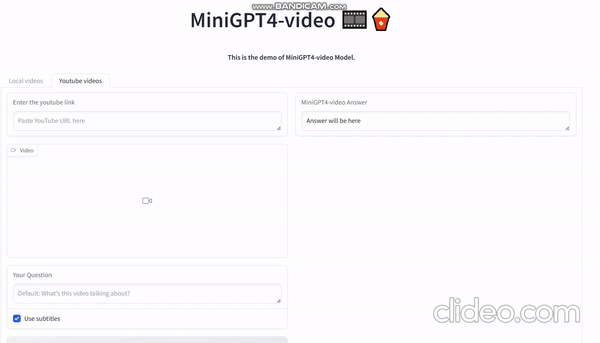 WWW.BANDICAM.COM
MiniGPT4-video
This is the demo of MiniGPT4-video Model.
Local videos
Youtube videos
Enter the youtube link
Paste YouTube URL here
MiniGPT4-video Answer
Answer will be here
Video
Your Question
Default: What's this video talking about?
Use subtitles
clideo.com